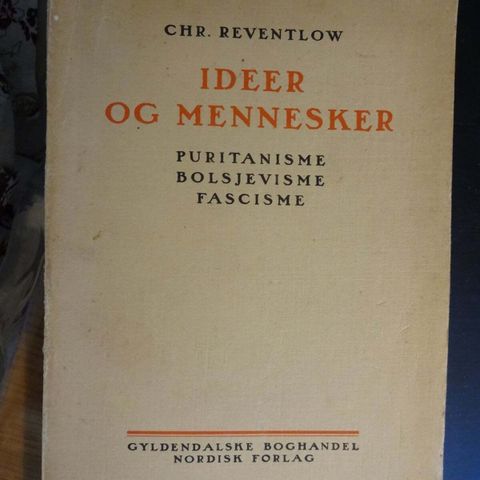 CHR. REVENTLOW
IDEER
OG MENNESKER
PURITANISME
BOLSJEVISME
FASCISME
GYLDENDALSKE BOGHANDEL
NORDISK FORLAG